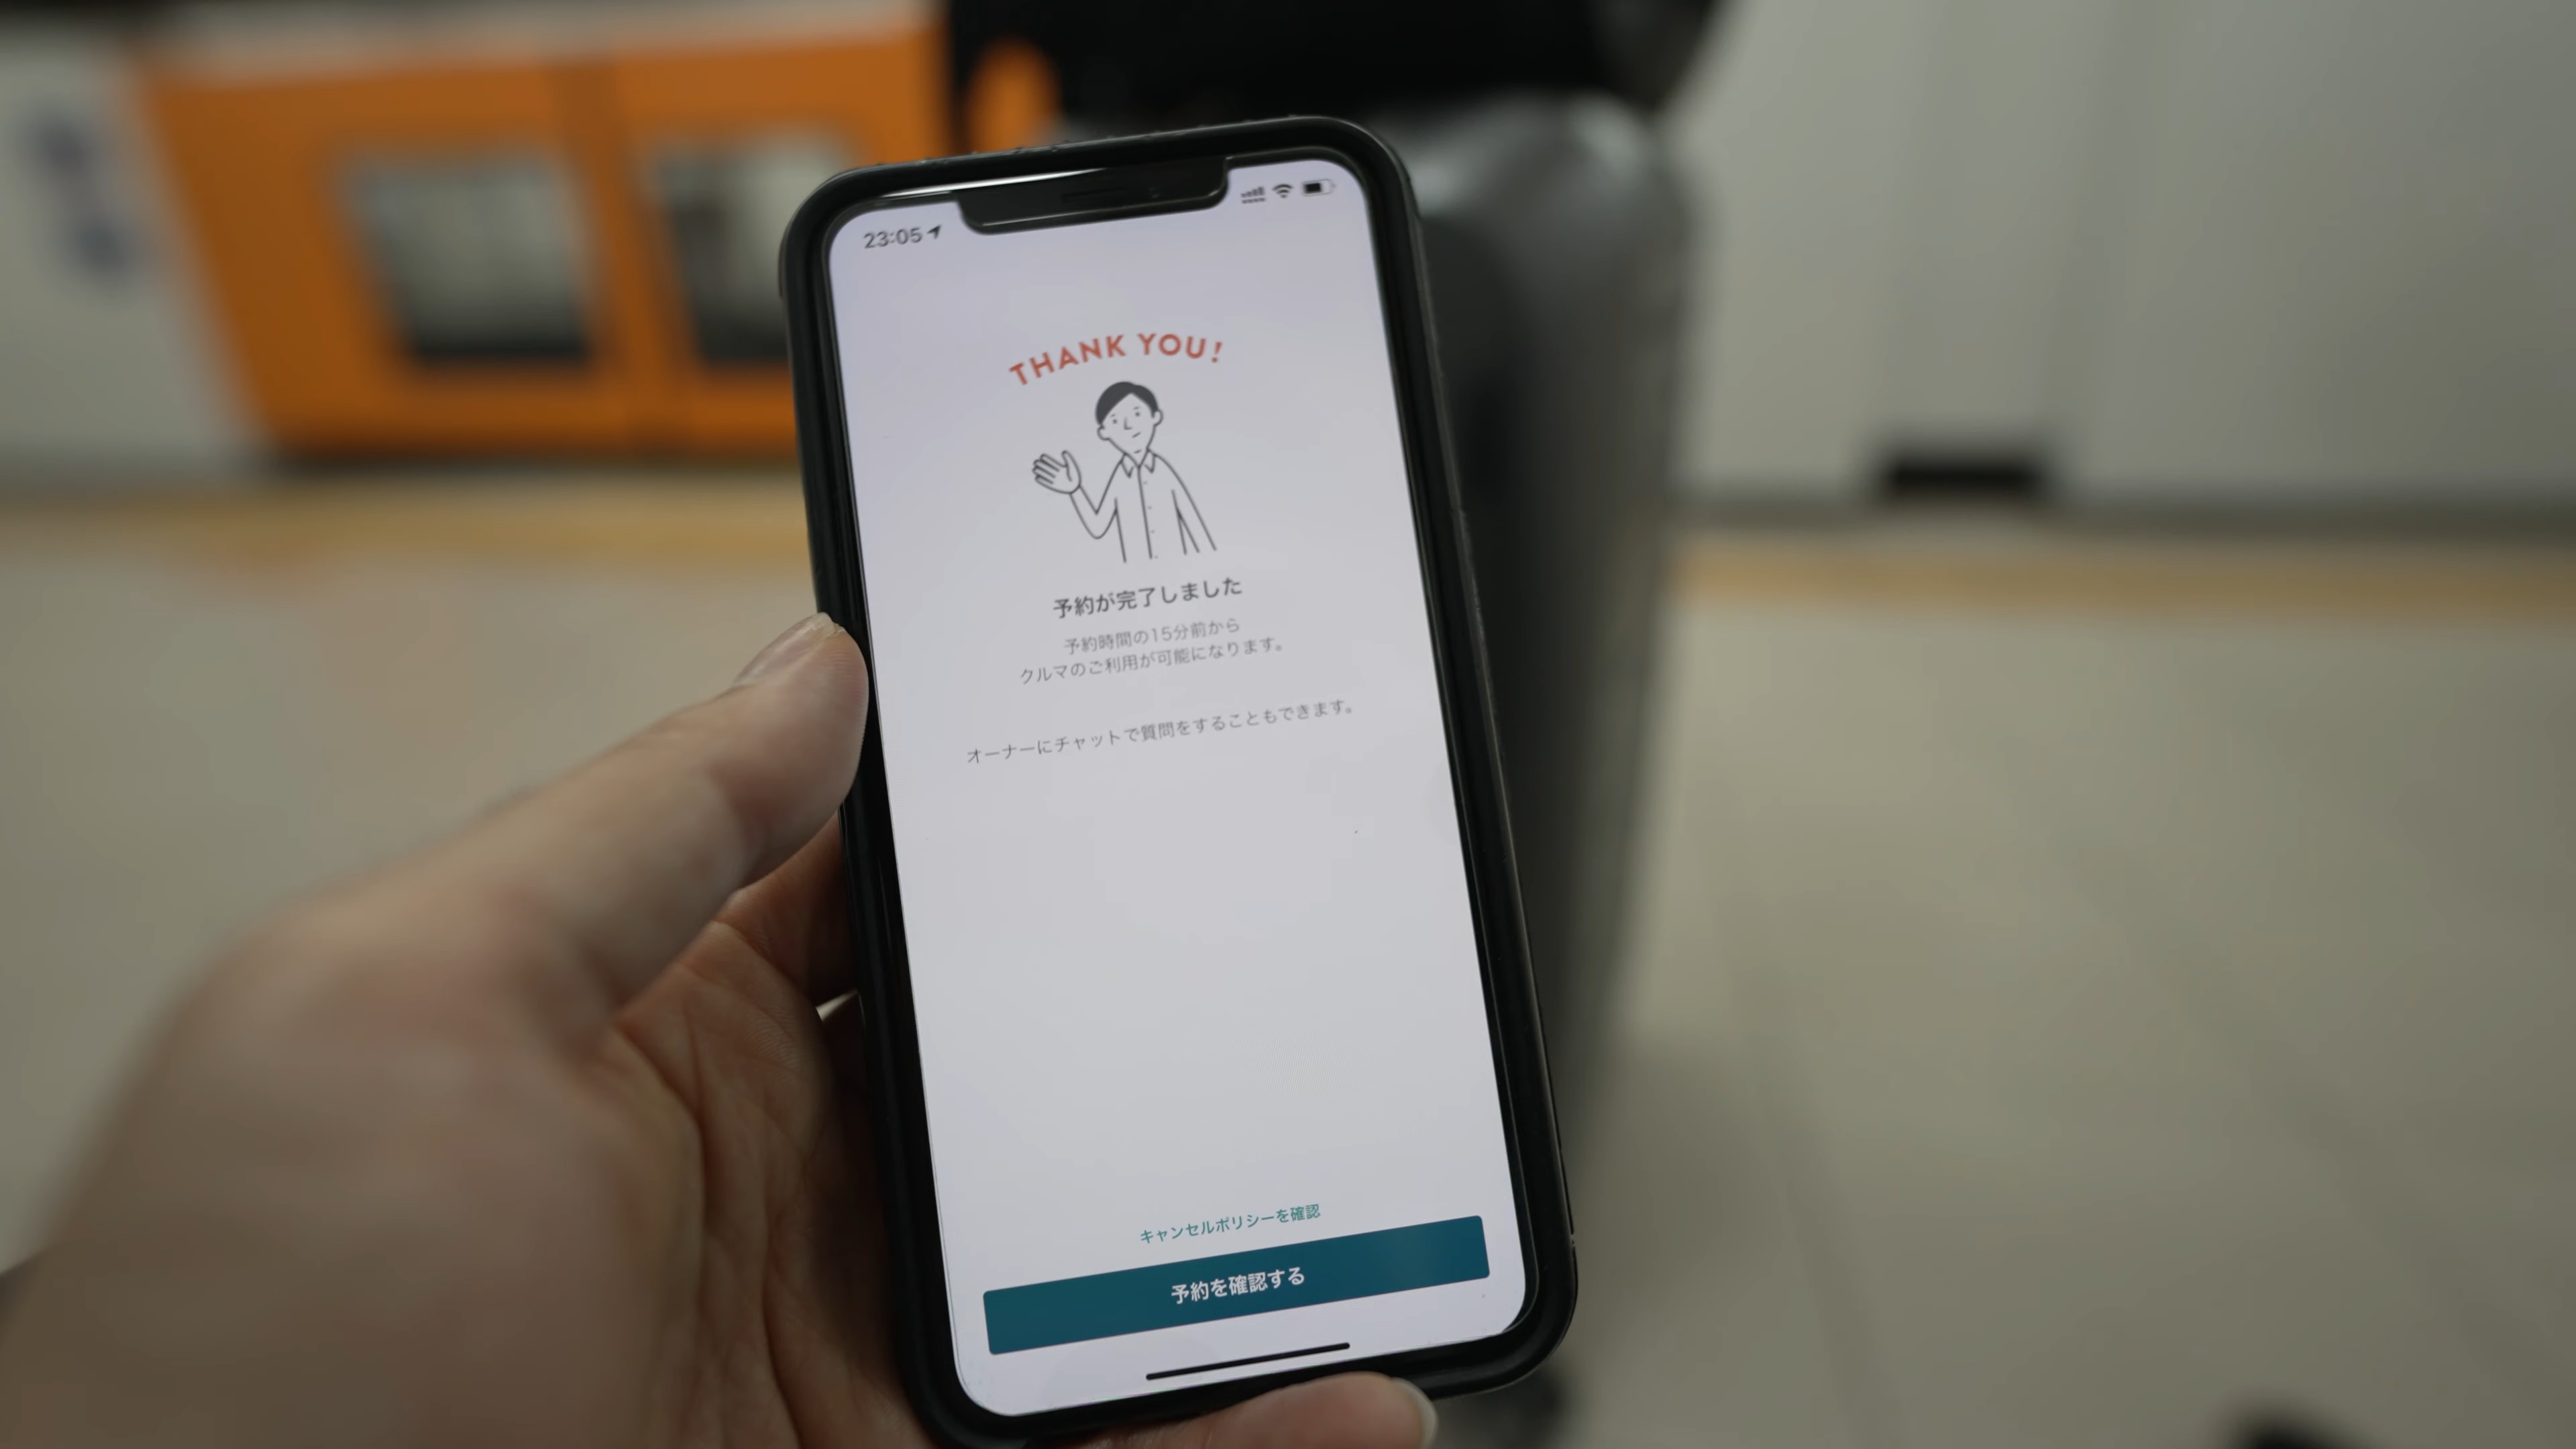 23:05
THANK YOU!
予約が完了しました
予約時間の15分前から
クルマのご利用が可能になります。
オーナーにチャットで質問をすることもできます。
キャンセルポリシーを確認
予約を確認する